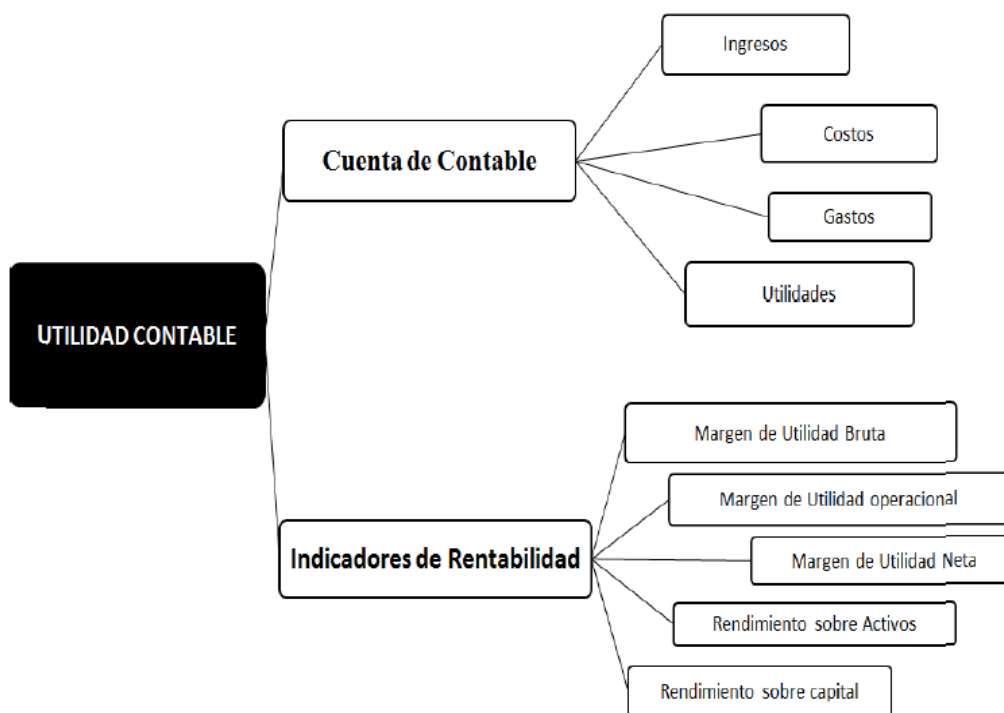 Ingresos
Costos
Cuenta de Contable
Gastos
Utilidades
UTILIDAD CONTABLE
Margen de Utilidad Bruta
Margen de Utilidad operacional
Indicadores de Rentabilidad
Margen de Utilidad Neta
Rendimiento sobre Activos
Rendimiento sobre capital